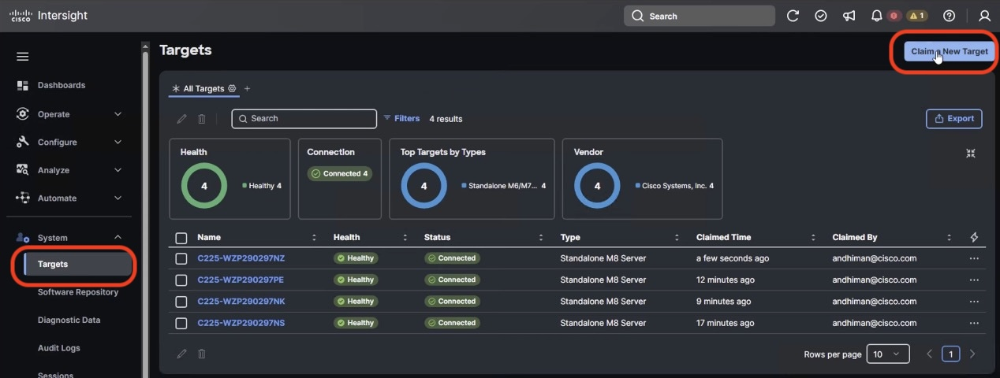 cisco Intersight
Search
1
Targets
Claim a New Target
Dashboards
Operate
Configure
Analyze
Automate
System
Targets
Software Repository
Diagnostic Data
Audit Logs
Sessions
All Targets +
Search
Filters 4 results
Export
Health
4
Healthy 4
Connection
Connected 4
Top Targets by Types
4
Standalone M6/M7... 4
Vendor
4
Cisco Systems, Inc. 4
Name Health Status Type Claimed Time Claimed By
C225-WZP290297NZ Healthy Connected Standalone M8 Server a few seconds ago andhiman@cisco.com ...
C225-WZP290297PE Healthy Connected Standalone M8 Server 12 minutes ago andhiman@cisco.com ...
C225-WZP290297NK Healthy Connected Standalone M8 Server 9 minutes ago andhiman@cisco.com ...
C225-WZP290297NS Healthy Connected Standalone M8 Server 17 minutes ago andhiman@cisco.com ...
Rows per page 10 1